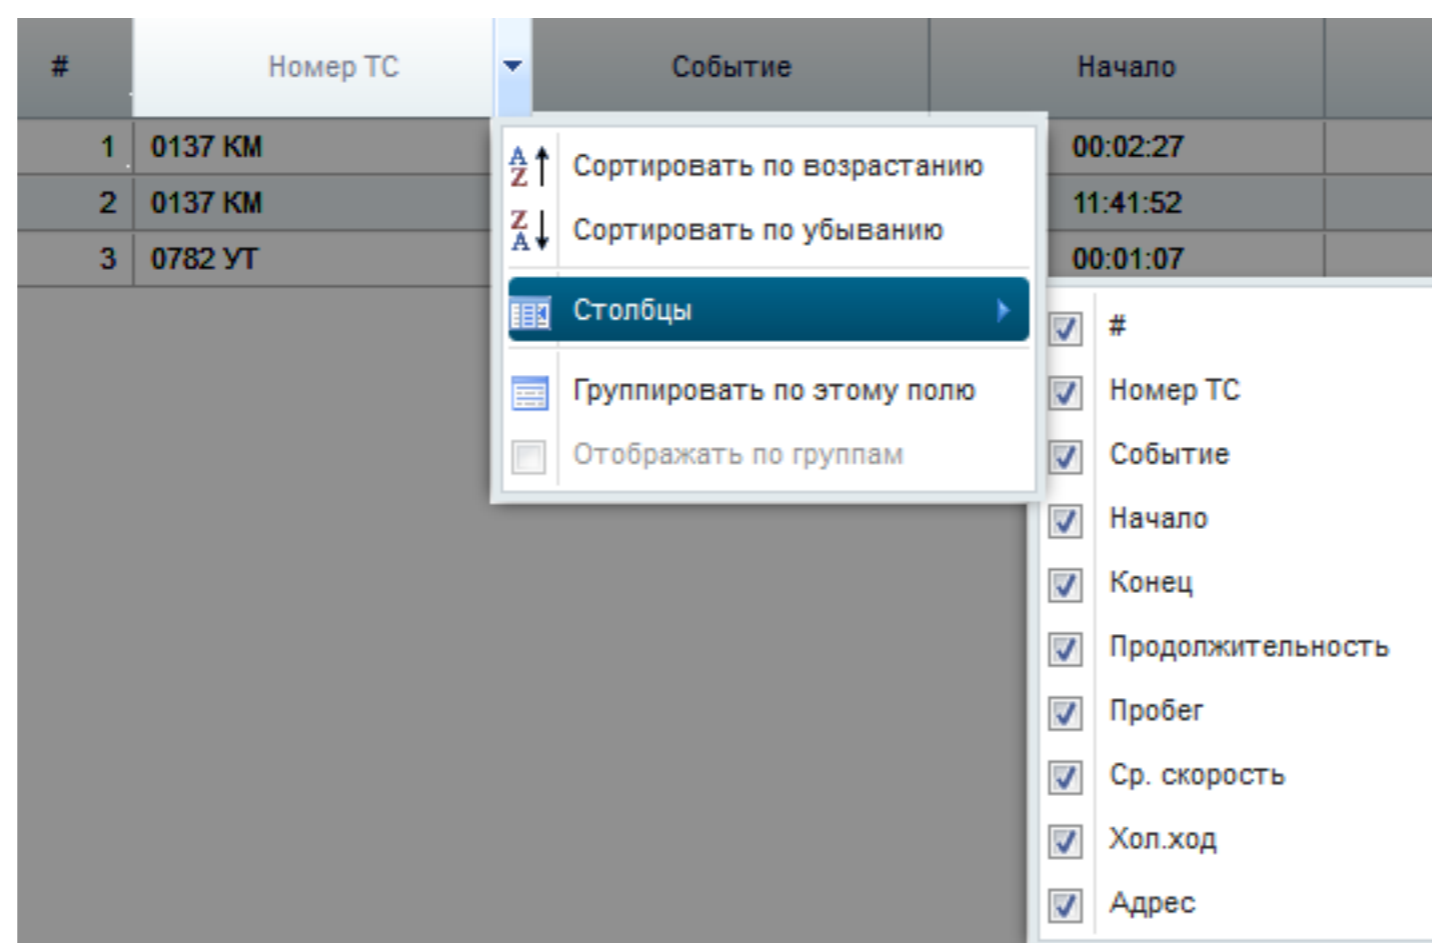 # Номер ТС Событие Начало
1 0137 КМ 00:02:27
2 0137 КМ 11:41:52
3 0782 УТ 00:01:07
Сортировать по возрастанию
Сортировать по убыванию
Столбцы
Группировать по этому полю
Отображать по группам
#
Номер ТС
Событие
Начало
Конец
Продолжительность
Пробег
Ср. скорость
Хол.ход
Адрес